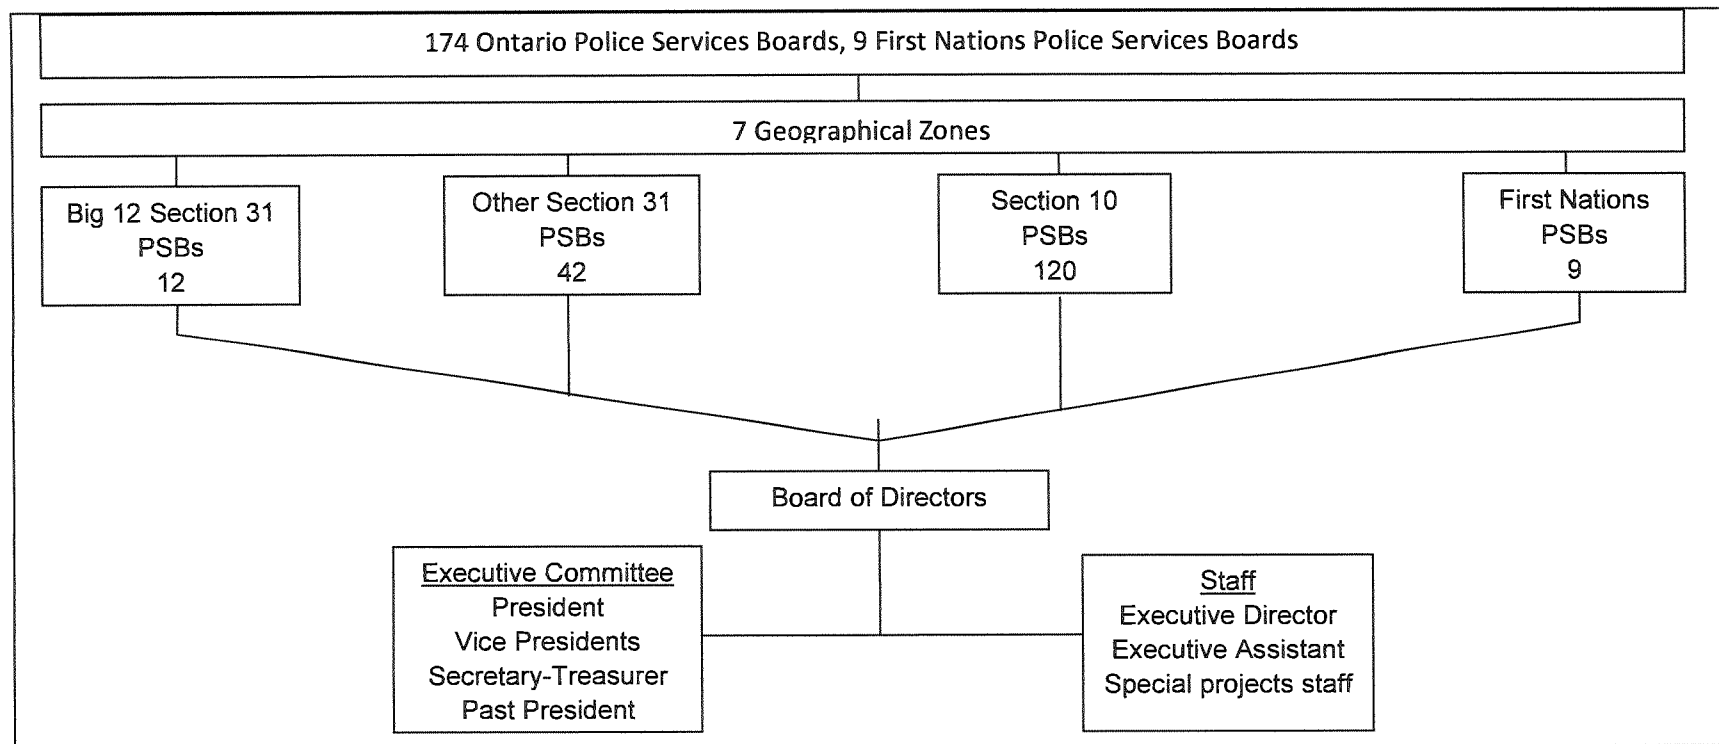 174 Ontario Police Services Boards, 9 First Nations Police Services Boards
7 Geographical Zones
Big 12 Section 31
PSBs
12
Other Section 31
PSBs
42
Section 10
PSBs
120
First Nations
PSBs
9
Board of Directors
Executive Committee
President
Vice Presidents
Secretary-Treasurer
Past President
Staff
Executive Director
Executive Assistant
Special projects staff